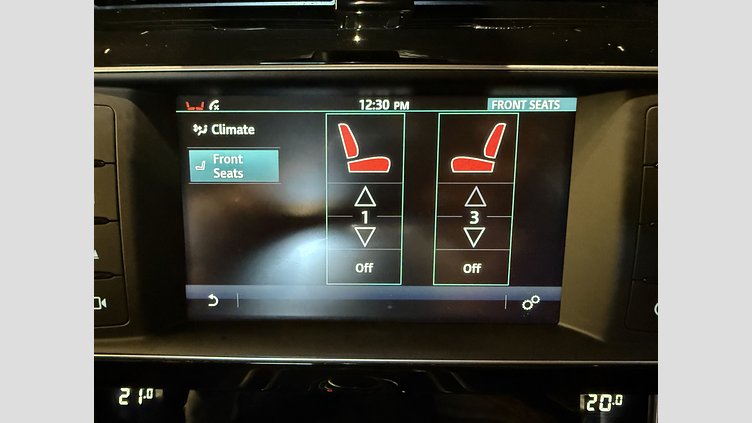 12:30 PM
FRONT SEATS
Climate
Front
Seats
1
3
Off
Off
21.0
20.0